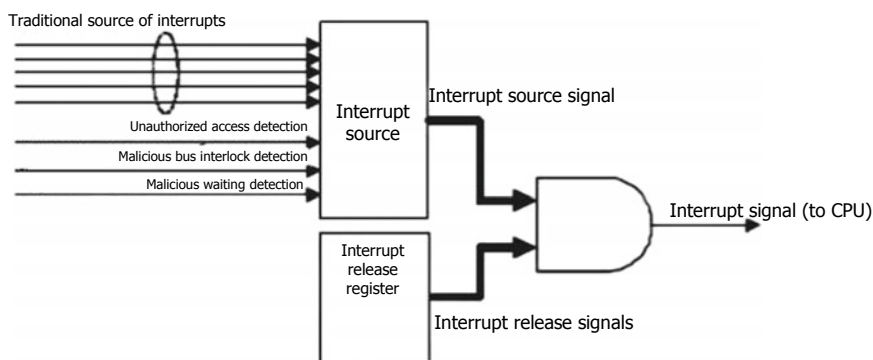 Traditional source of interrupts
Interrupt
source
Interrupt source signal
Unauthorized access detection
Malicious bus interlock detection
Malicious waiting detection
Interrupt signal (to CPU)
Interrupt
release
register
Interrupt release signals